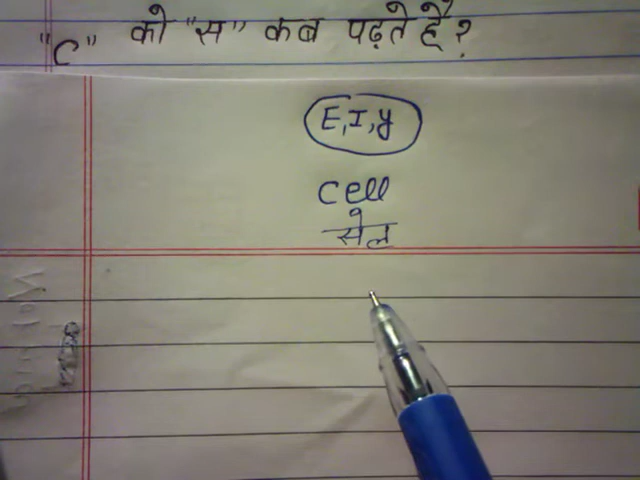 "C" को "स" कब पढ़ते है?
E, I, y
cell
सेल